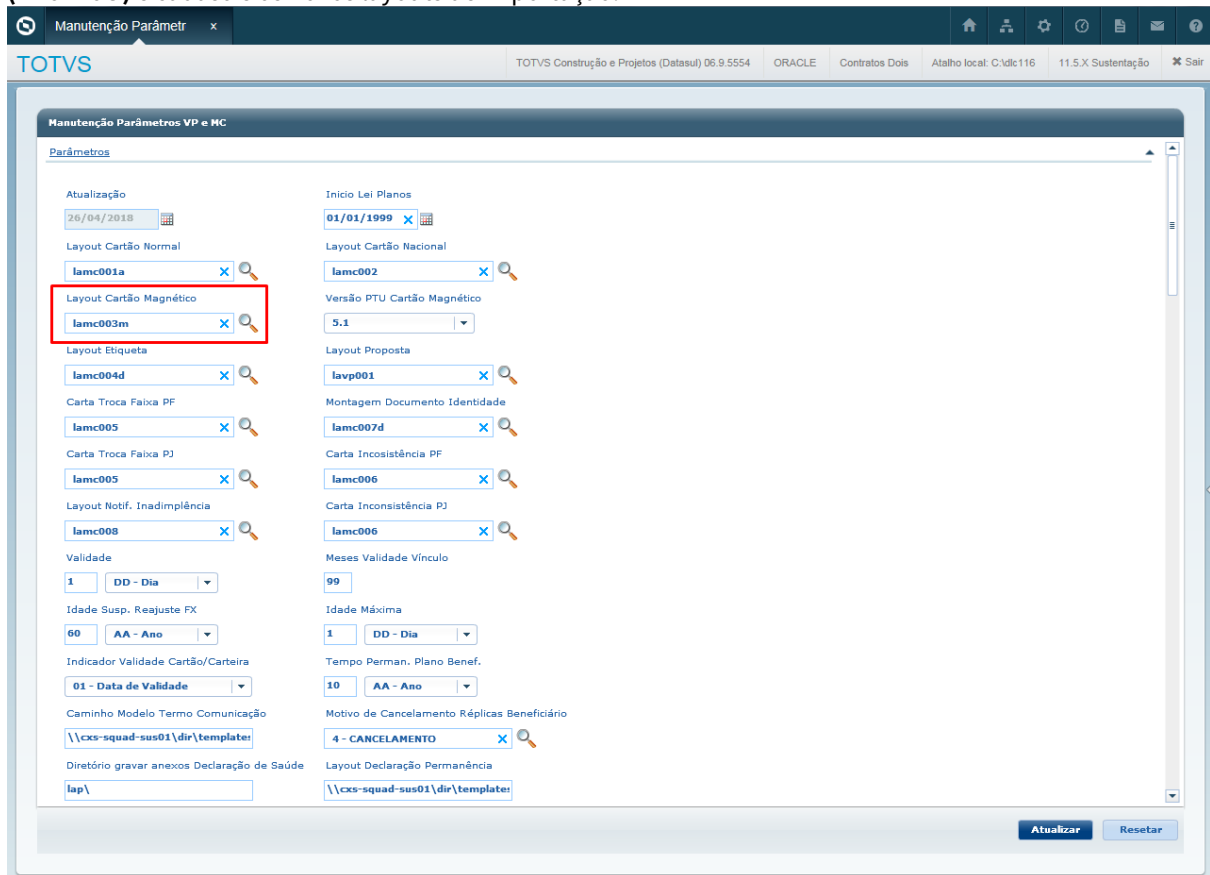 Manutenção Parâmetr x
TOTVS
TOTVS Construção e Projetos (Datasul) 06.9.5554 ORACLE Contratos Dois Atalho local: C:\dlc116 11.5.X Sustentação Sair
Manutenção Parâmetros VP e MC
Parâmetros
Atualização Inicio Lei Planos
26/04/2018 01/01/1999
Layout Cartão Normal Layout Cartão Nacional
lamc001a lamc002
Layout Cartão Magnético Versão PTU Cartão Magnético
lamc003m 5.1
Layout Etiqueta Layout Proposta
lamc004d lavp001
Carta Troca Faixa PF Montagem Documento Identidade
lamc005 lamc007d
Carta Troca Faixa PJ Carta Incosistência PF
lamc005 lamc006
Layout Notif. Inadimplência Carta Inconsistência PJ
lamc008 lamc006
Validade Meses Validade Vínculo
1 DD - Dia 99
Idade Susp. Reajuste FX Idade Máxima
60 AA - Ano 1 DD - Dia
Indicador Validade Cartão/Carteira Tempo Perman. Plano Benef.
01 - Data de Validade 10 AA - Ano
Caminho Modelo Termo Comunicação Motivo de Cancelamento Réplicas Beneficiário
\\cxs-squad-sus01\dir\templates 4 - CANCELAMENTO
Diretório gravar anexos Declaração de Saúde Layout Declaração Permanência
lap\ \\cxs-squad-sus01\dir\templates
Atualizar Resetar